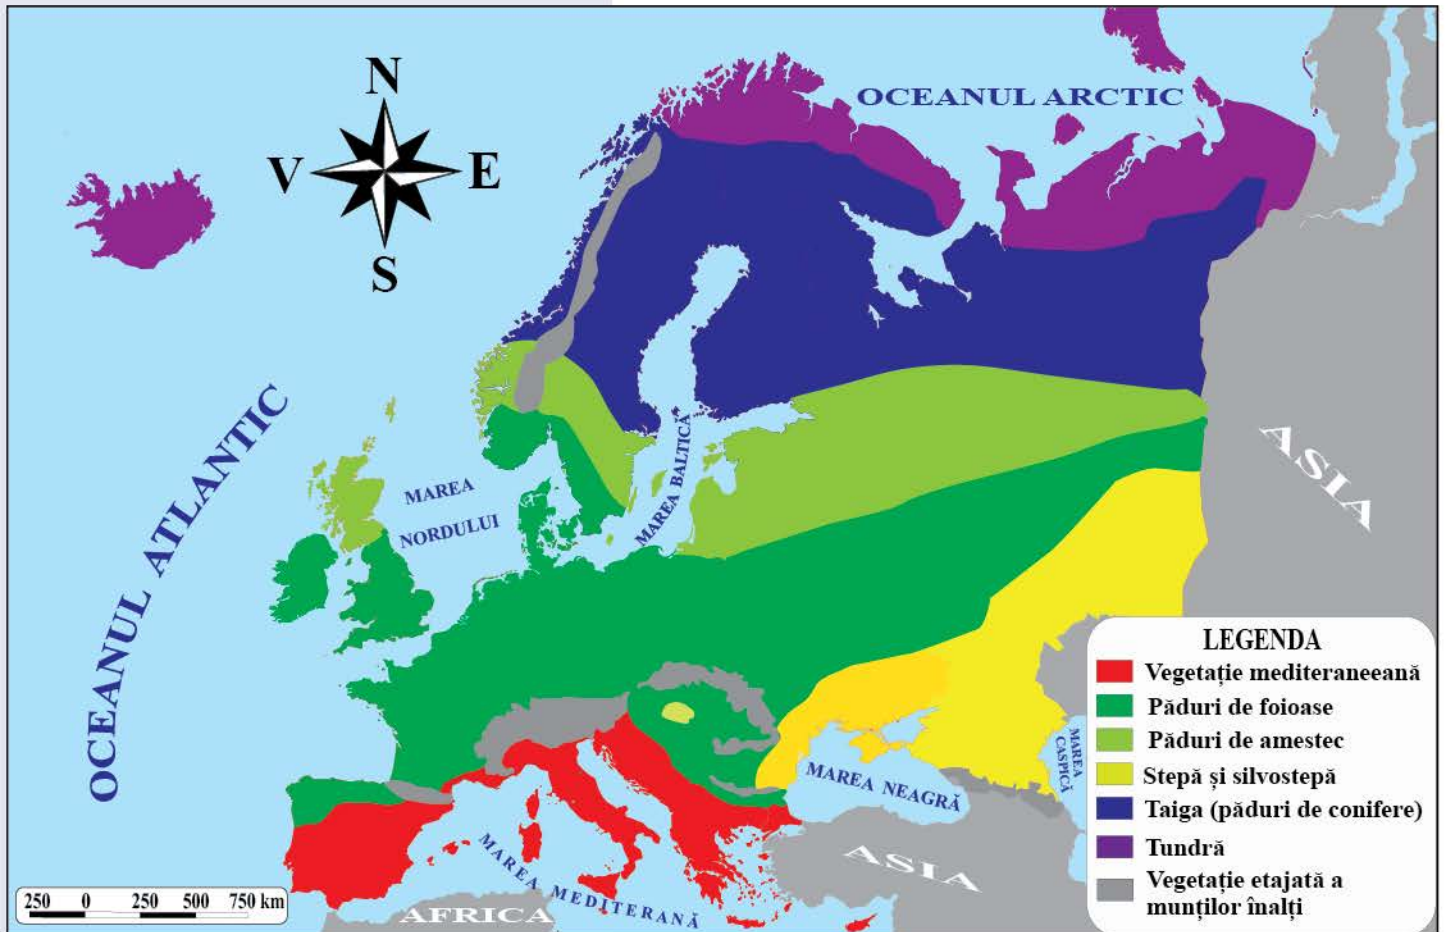 N
V
E
S
OCEANUL ARCTIC
OCEANUL ATLANTIC
MAREA
NORDULUI
MAREA BALTICĂ
ASIA
MAREA NEAGRĂ
MAREA
CASPICĂ
MAREA MEDITERANĂ
ASIA
AFRICA
250 0 250 500 750 km
LEGENDA
Vegetație mediteraneeană
Păduri de foioase
Păduri de amestec
Stepă și silvostepă
Taiga (păduri de conifere)
Tundră
Vegetație etajată a
munților înalți